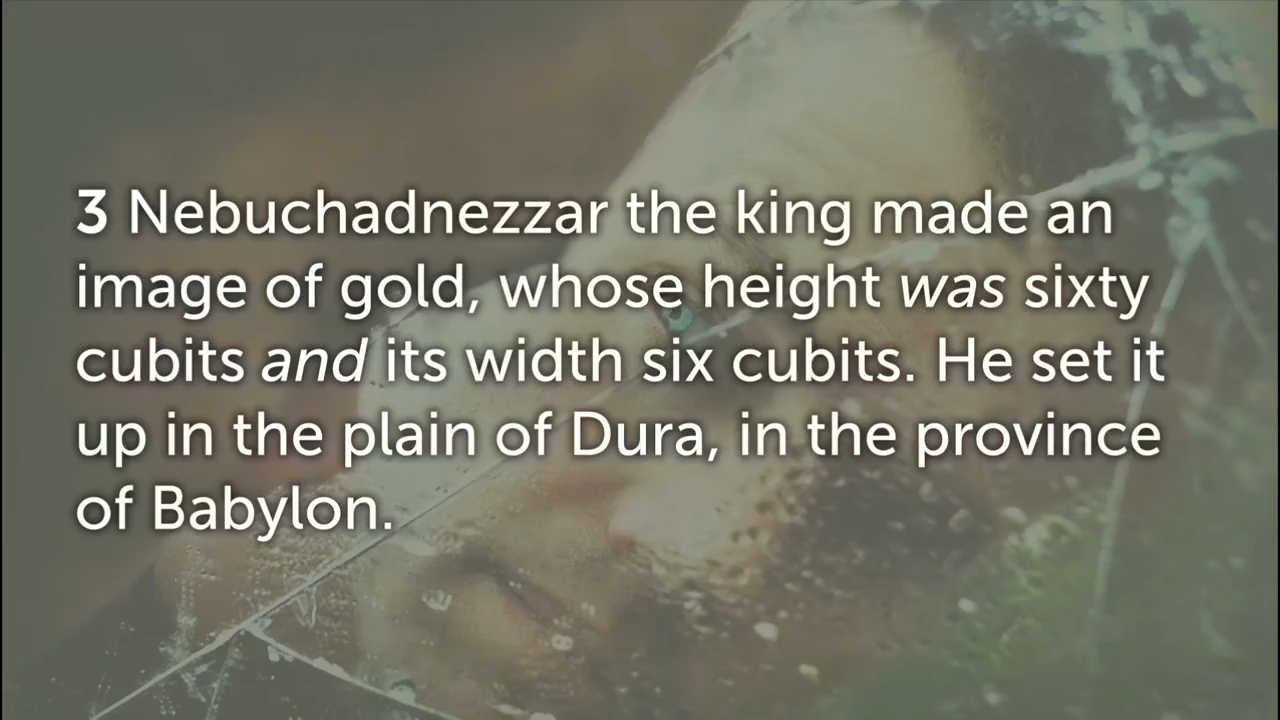 3 Nebuchadnezzar the king made an
image of gold, whose height was sixty
cubits and its width six cubits. He set it
up in the plain of Dura, in the province
of Babylon.